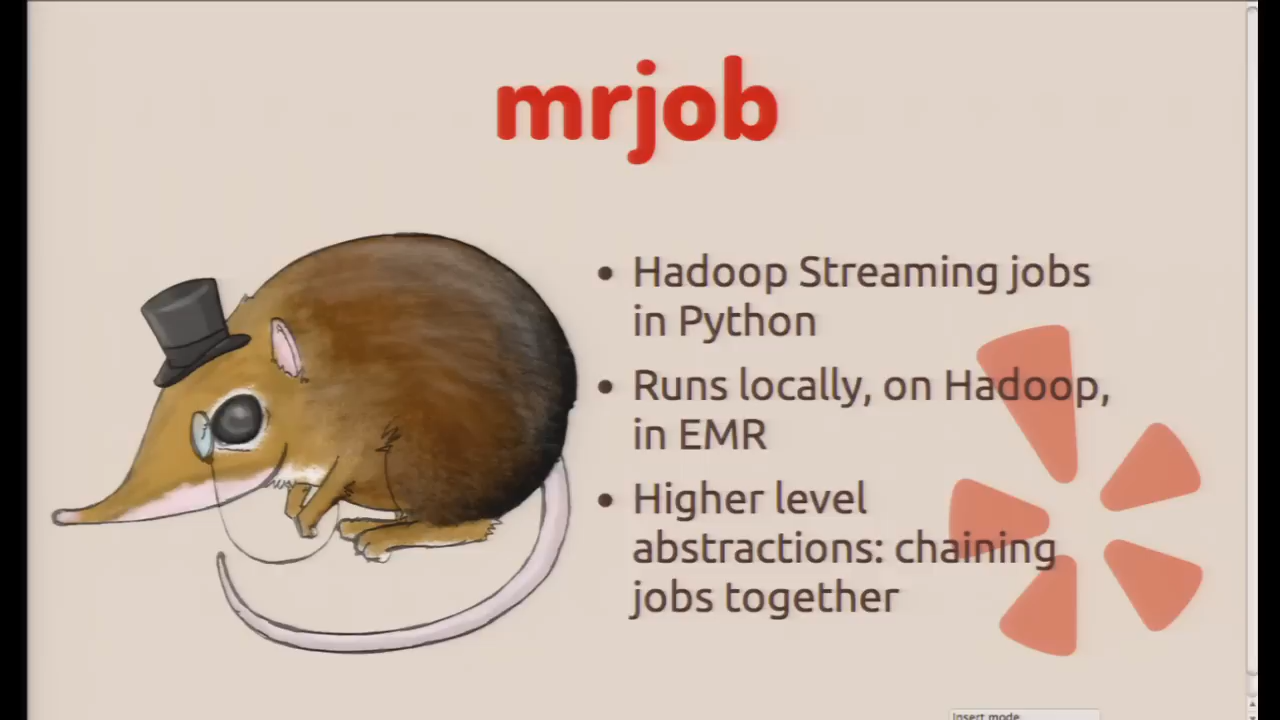 mrjob
• Hadoop Streaming jobs
in Python
• Runs locally, on Hadoop,
in EMR
• Higher level
abstractions: chaining
jobs together
Insert mode